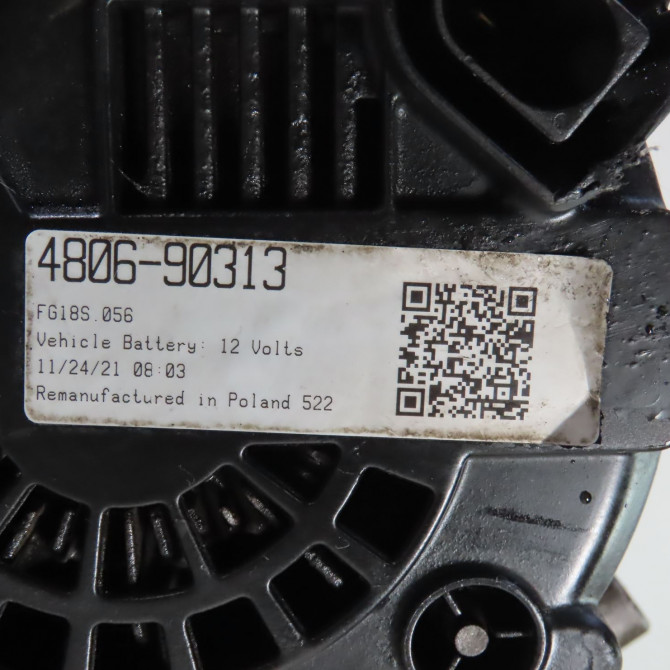 4806-90313
FG18S.056
Vehicle Battery: 12 Volts
11/24/21 08:03
Remanufactured in Poland 522